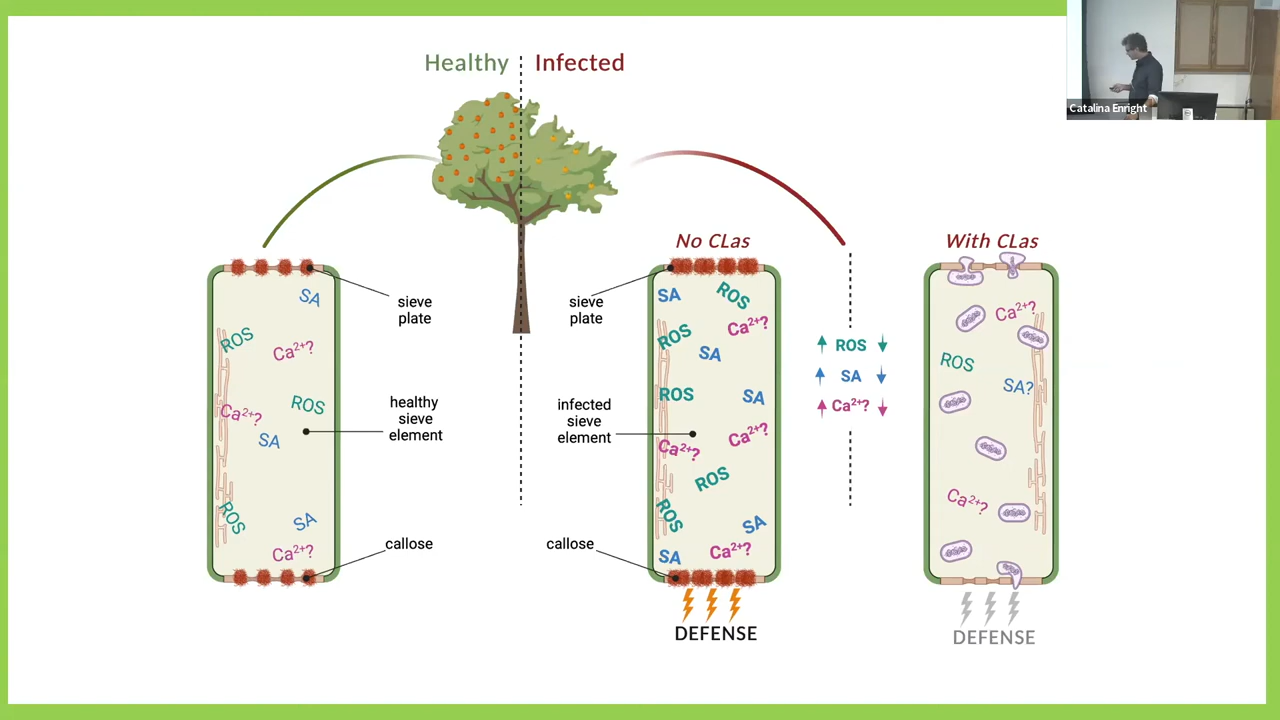 Healthy
Infected
Catalina Enright
No CLas
With CLas
SA
ROS
Ca²⁺?
Ca²⁺?
ROS
SA
ROS
SA
Ca²⁺?
sieve
plate
healthy
sieve
element
callose
sieve
plate
infected
sieve
element
callose
SA
ROS
ROS
Ca²⁺?
SA
ROS
SA
Ca²⁺?
Ca²⁺?
ROS
ROS
SA
SA
Ca²⁺?
DEFENSE
↑ ROS ↓
↑ SA ↓
↑ Ca²⁺? ↓
Ca²⁺?
ROS
SA?
Ca²⁺?
DEFENSE